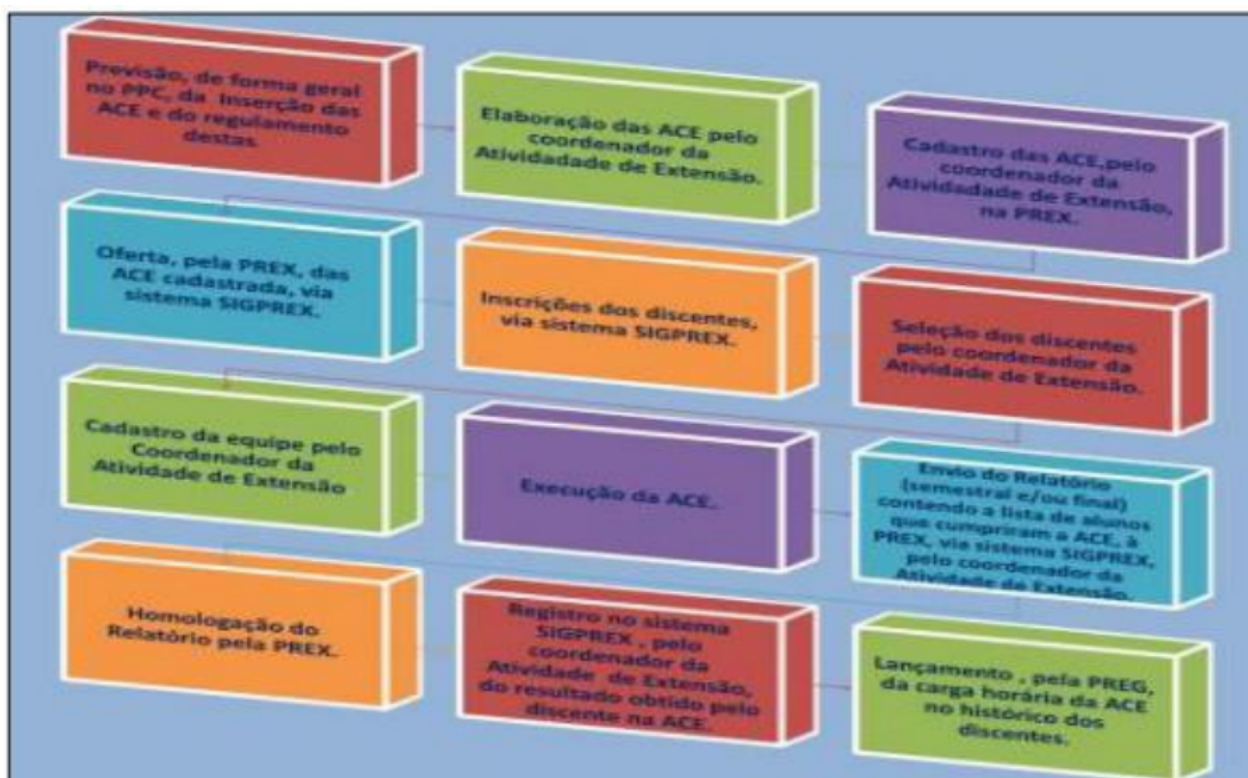 Previsão, de forma geral
no PPC, da Inserção das
ACE e do regulamento
destas
Elaboração das ACE pelo
coordenador da
Atividadade de Extensão.
Cadastro das ACE,pelo
coordenador da
Atividadade de Extensão,
na PREX.
Oferta, pela PREX, das
ACE cadastrada, via
sistema SIGPREX.
Inscrições dos discentes,
via sistema SIGPREX.
Seleção dos discentes
pelo coordenador da
Atividade de Extensão.
Cadastro da equipe pelo
Coordenador da
Atividade de Extensão
Execução da ACE.
Envio do Relatório
(semestral e/ou final)
contendo a lista de alunos
que cumpriram a ACE, à
PREX, via sistema SIGPREX,
pelo coordenador da
Atividade de Extensão.
Homologação do
Relatório pela PREX.
Registro no sistema
SIGPREX , pelo
coordenador da
Atividade de Extensão,
do resultado obtido pelo
discente na ACE.
Lançamento , pela PREG,
da carga horária da ACE
no histórico dos
discentes.